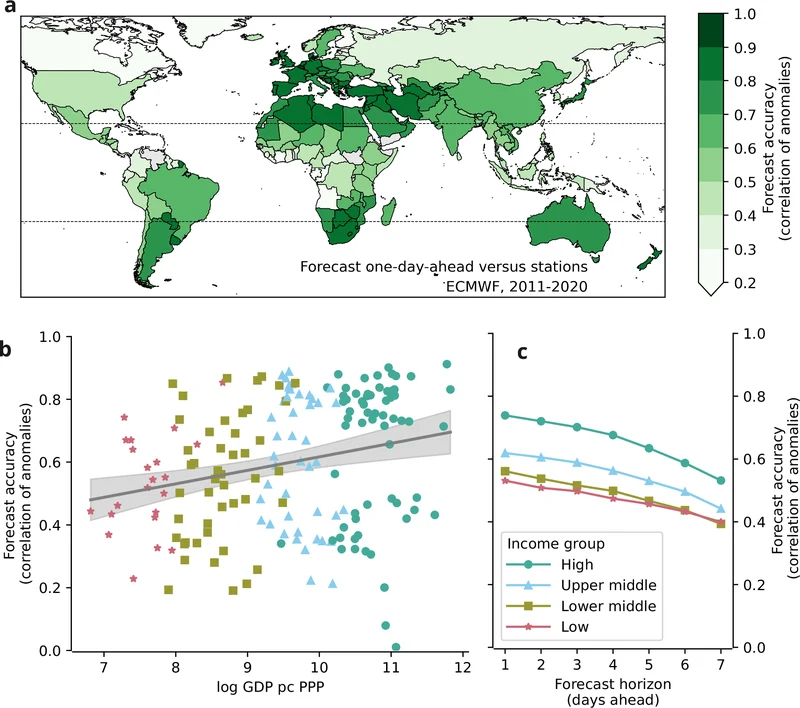 a
Forecast one-day-ahead versus stations
ECMWF, 2011-2020
1.0
0.9
0.8
0.7
0.6
0.5
0.4
0.3
0.2
Forecast accuracy
(correlation of anomalies)
b
1.0
0.8
0.6
0.4
0.2
0.0
Forecast accuracy
(correlation of anomalies)
7 8 9 10 11 12
log GDP pc PPP
c
Income group
High
Upper middle
Lower middle
Low
1 2 3 4 5 6 7
Forecast horizon
(days ahead)
1.0
0.8
0.6
0.4
0.2
0.0
Forecast accuracy
(correlation of anomalies)